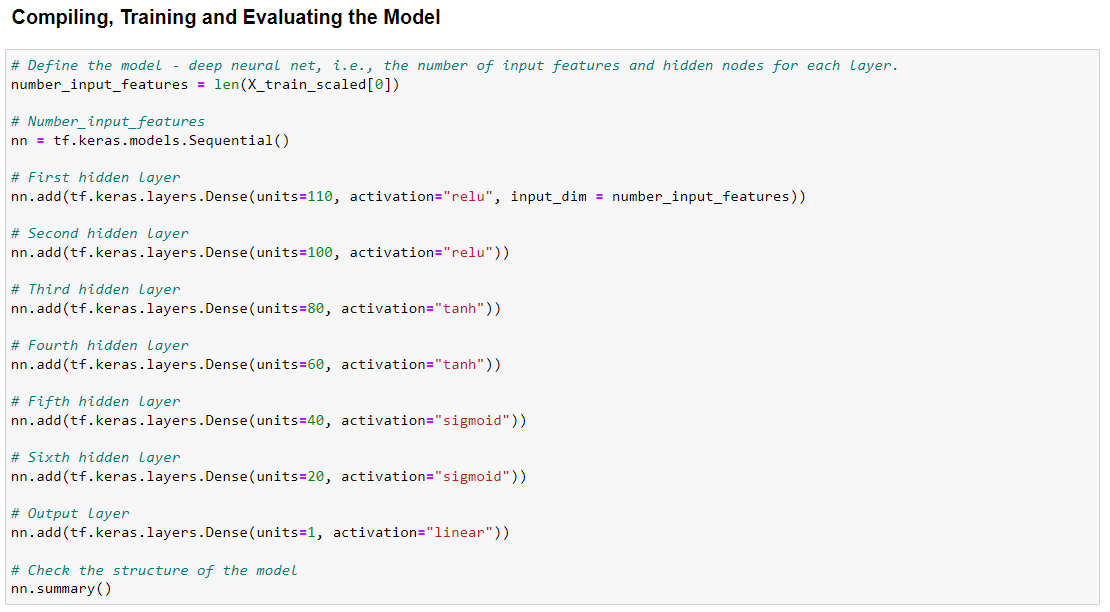 Compiling, Training and Evaluating the Model
# Define the model - deep neural net, i.e., the number of input features and hidden nodes for each layer.
number_input_features = len(X_train_scaled[0])
# Number_input_features
nn = tf.keras.models.Sequential()
# First hidden layer
nn.add(tf.keras.layers.Dense(units=110, activation="relu", input_dim = number_input_features))
# Second hidden layer
nn.add(tf.keras.layers.Dense(units=100, activation="relu"))
# Third hidden layer
nn.add(tf.keras.layers.Dense(units=80, activation="tanh"))
# Fourth hidden layer
nn.add(tf.keras.layers.Dense(units=60, activation="tanh"))
# Fifth hidden layer
nn.add(tf.keras.layers.Dense(units=40, activation="sigmoid"))
# Sixth hidden layer
nn.add(tf.keras.layers.Dense(units=20, activation="sigmoid"))
# Output layer
nn.add(tf.keras.layers.Dense(units=1, activation="linear"))
# Check the structure of the model
nn.summary()